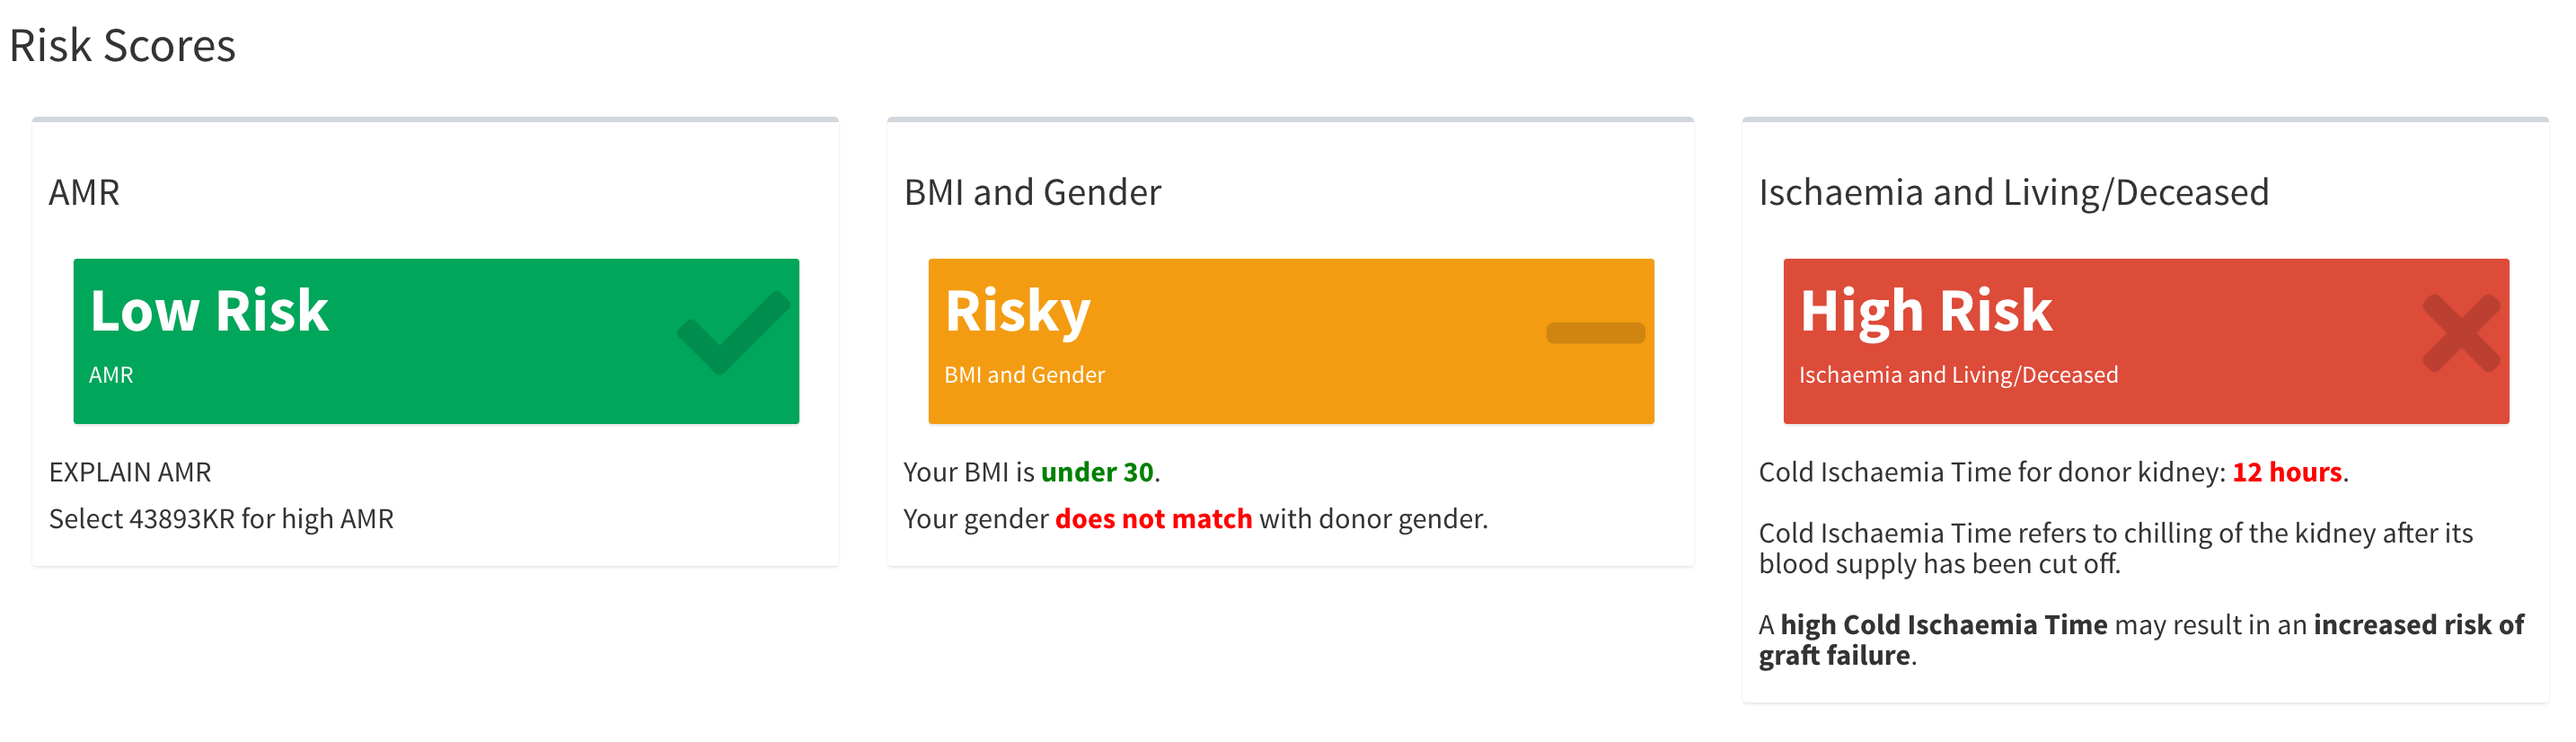 Risk Scores
AMR
Low Risk
AMR
EXPLAIN AMR
Select 43893KR for high AMR
BMI and Gender
Risky
BMI and Gender
Your BMI is under 30.
Your gender does not match with donor gender.
Ischaemia and Living/Deceased
High Risk
Ischaemia and Living/Deceased
Cold Ischaemia Time for donor kidney: 12 hours.
Cold Ischaemia Time refers to chilling of the kidney after its
blood supply has been cut off.
A high Cold Ischaemia Time may result in an increased risk of
graft failure.